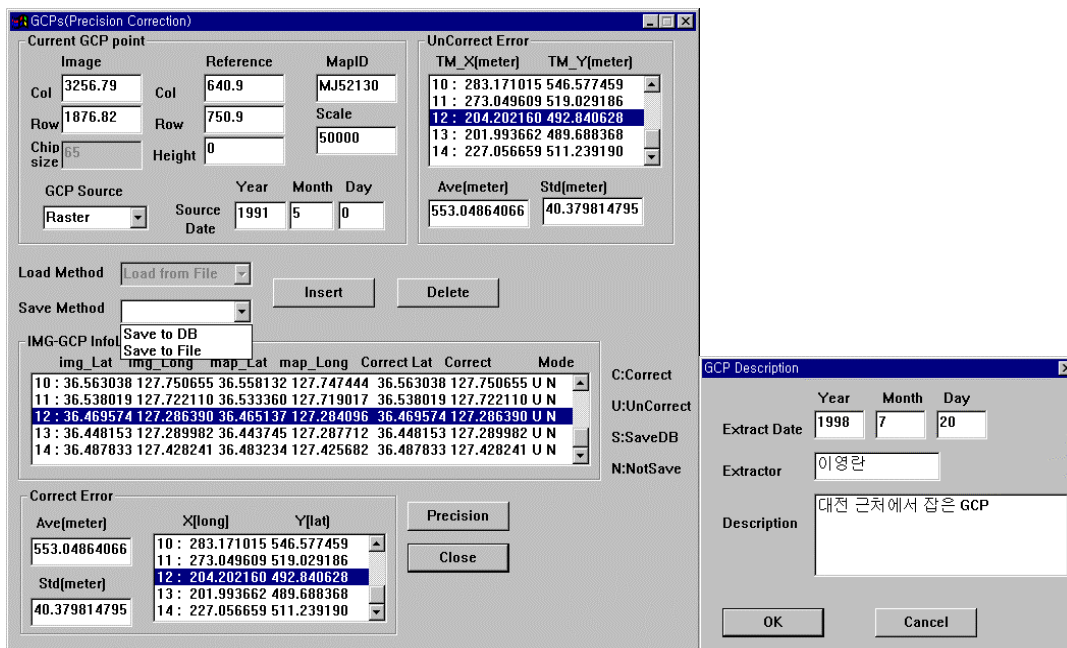 GCPs(Precision Correction)
Current GCP point
Image Reference MapID
Col 3256.79 Col 640.9 MJ52130
Row 1876.82 Row 750.9 Scale
Chip size 65 Height 0 50000
GCP Source Year Month Day
Raster Source Date 1991 5 0
UnCorrect Error
TM_X(meter) TM_Y(meter)
10 : 283.171015 546.577459
11 : 273.049609 519.029186
12 : 204.202160 492.840628
13 : 201.993662 489.688368
14 : 227.056659 511.239190
Ave(meter) Std(meter)
553.04864066 40.379814795
Load Method Load from File
Insert Delete
Save Method
Save to DB
Save to File
IMG-GCP InfoL
img_Lat img_Long map_Lat map_Long Correct Lat Correct Mode
10 : 36.563038 127.750655 36.558132 127.747444 36.563038 127.750655 U N
11 : 36.538019 127.722110 36.533360 127.719017 36.538019 127.722110 U N
12 : 36.469574 127.286390 36.465137 127.284096 36.469574 127.286390 U N
13 : 36.448153 127.289982 36.443745 127.287712 36.448153 127.289982 U N
14 : 36.487833 127.428241 36.483234 127.425682 36.487833 127.428241 U N
C:Correct
U:UnCorrect
S:SaveDB
N:NotSave
Correct Error
Ave(meter) X(long) Y(lat)
553.04864066
Std(meter)
40.379814795
10 : 283.171015 546.577459
11 : 273.049609 519.029186
12 : 204.202160 492.840628
13 : 201.993662 489.688368
14 : 227.056659 511.239190
Precision
Close
GCP Description
Year Month Day
Extract Date 1998 7 20
Extractor 이영란
Description 대전 근처에서 잡은 GCP
OK Cancel